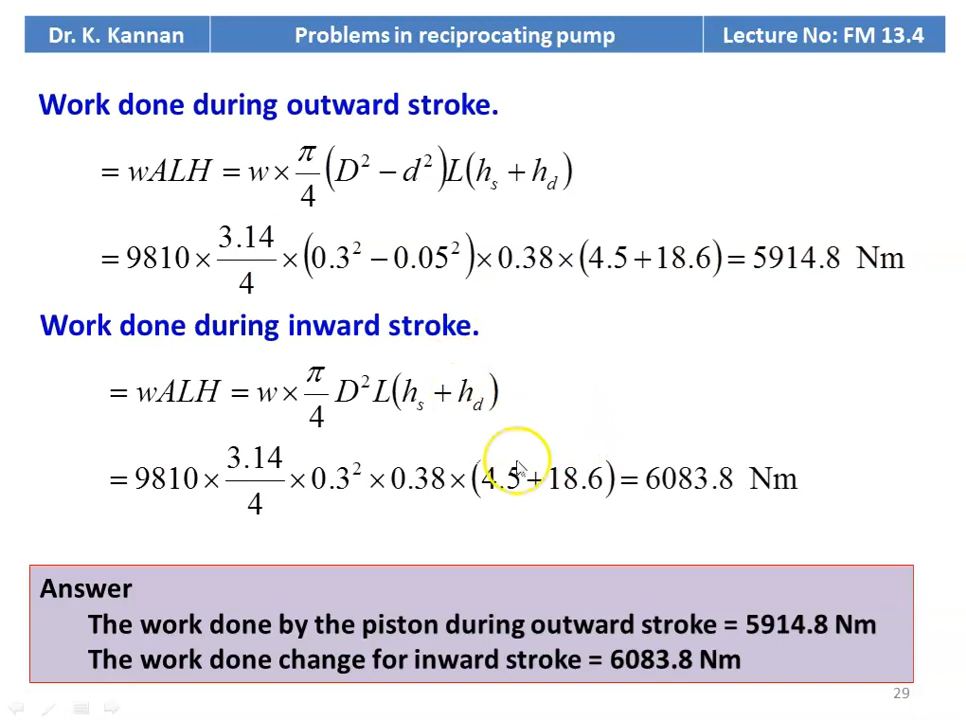 Dr. K. Kannan Problems in reciprocating pump Lecture No: FM 13.4
Work done during outward stroke.
= wALH = w × π/4 (D² − d²)L(hₛ + h_d)
= 9810 × 3.14/4 × (0.3² − 0.05²) × 0.38 × (4.5 + 18.6) = 5914.8 Nm
Work done during inward stroke.
= wALH = w × π/4 D² L(hₛ + h_d)
= 9810 × 3.14/4 × 0.3² × 0.38 × (4.5 + 18.6) = 6083.8 Nm
Answer
The work done by the piston during outward stroke = 5914.8 Nm
The work done change for inward stroke = 6083.8 Nm
29